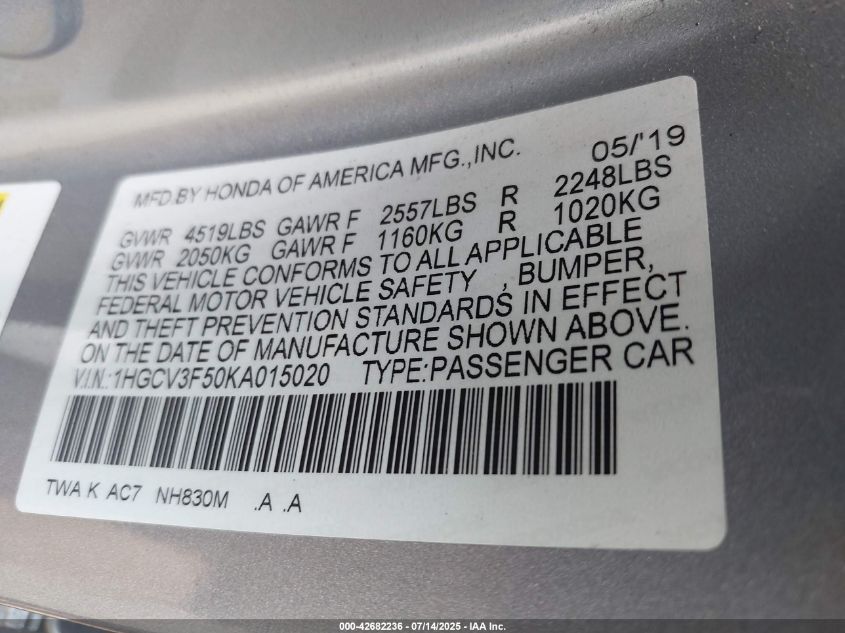 MFD.BY HONDA OF AMERICA MFG.,INC. 05/'19
GVWR 4519LBS GAWR F 2557LBS R 2248LBS
GVWR 2050KG GAWR F 1160KG R 1020KG
THIS VEHICLE CONFORMS TO ALL APPLICABLE
FEDERAL MOTOR VEHICLE SAFETY , BUMPER,
AND THEFT PREVENTION STANDARDS IN EFFECT
ON THE DATE OF MANUFACTURE SHOWN ABOVE.
V.I.N.:1HGCV3F50KA015020 TYPE:PASSENGER CAR
TWA K AC7 NH830M .A .A
000-42682236 - 07/14/2025 - IAA Inc.